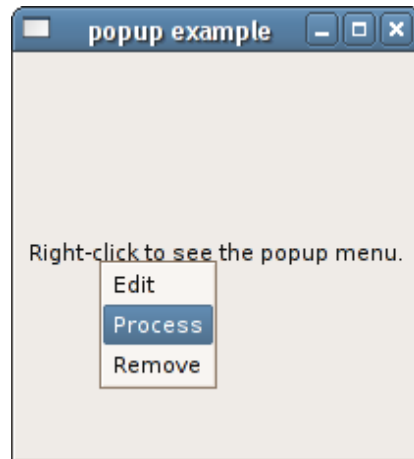 popup example
Right-click to see the popup menu.
Edit
Process
Remove